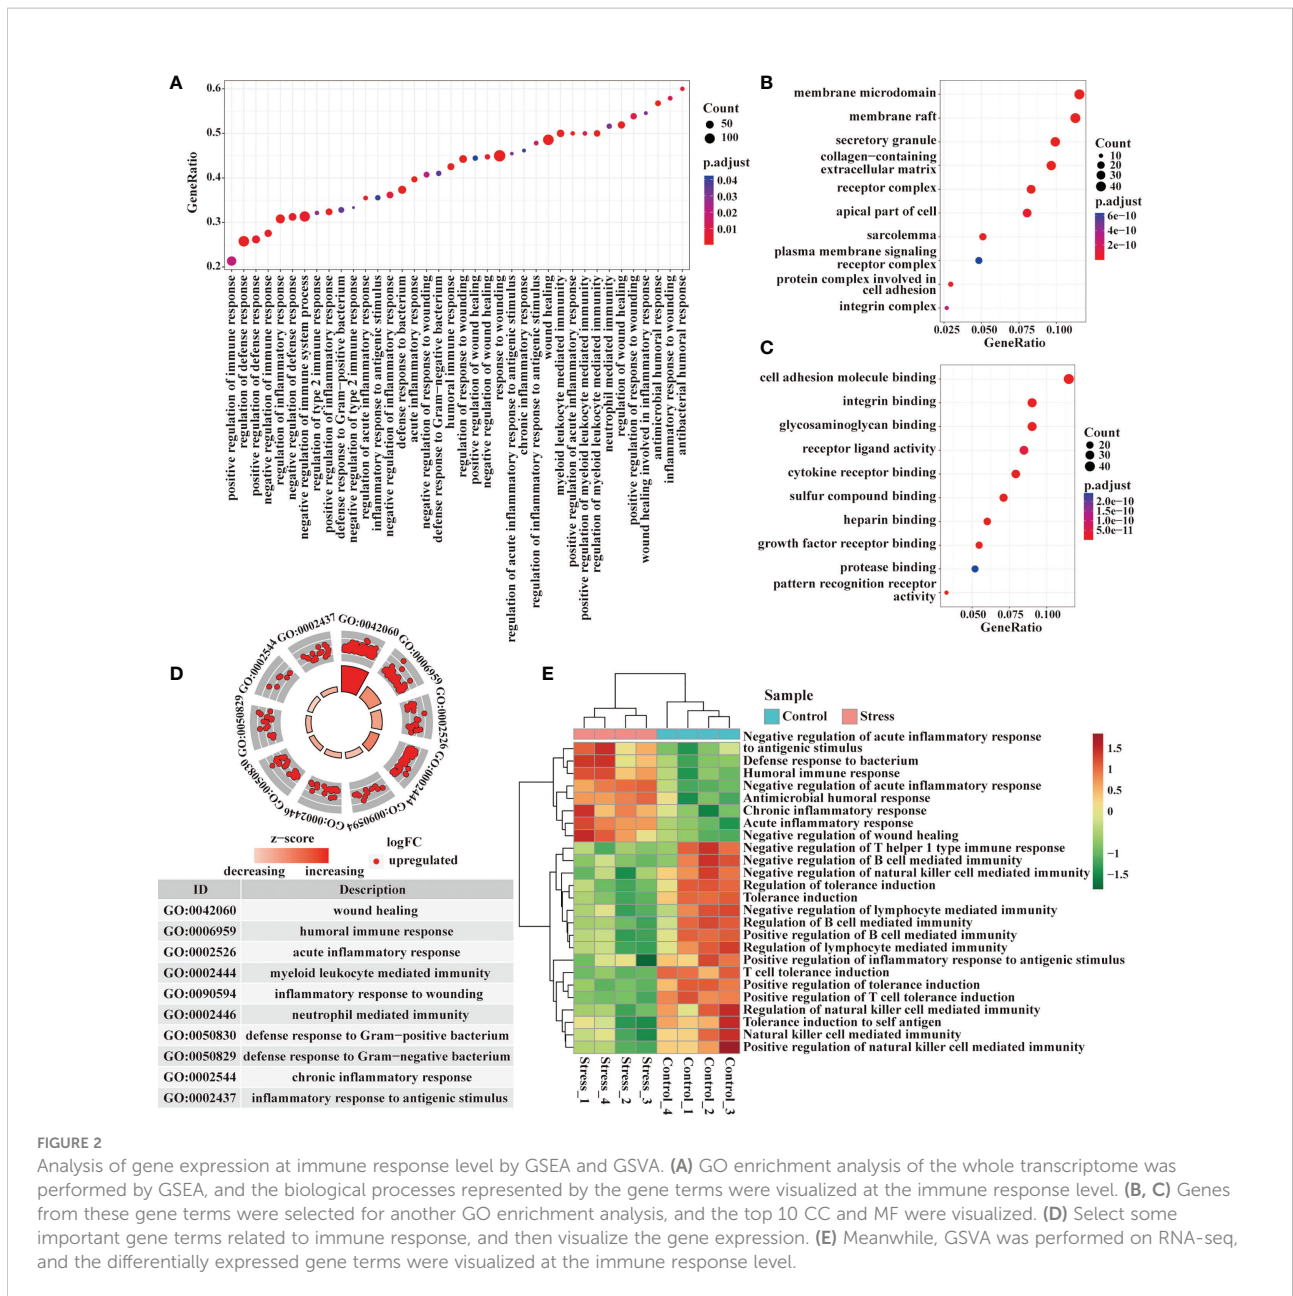 A
GeneRatio
0.6
0.5
0.4
0.3
0.2
Count
50
100
p.adjust
0.04
0.03
0.02
0.01
positive regulation of immune response
regulation of defense response
positive regulation of defense response
negative regulation of immune response
regulation of inflammatory response
negative regulation of defense response
negative regulation of immune system process
regulation of type 2 immune response
positive regulation of inflammatory response
defense response to Gram−positive bacterium
negative regulation of type 2 immune response
regulation of acute inflammatory response
inflammatory response to antigenic stimulus
negative regulation of inflammatory response
defense response to bacterium
acute inflammatory response
negative regulation of response to wounding
defense response to Gram−negative bacterium
humoral immune response
regulation of response to wounding
positive regulation of wound healing
negative regulation of wound healing
response to wounding
regulation of acute inflammatory response to antigenic stimulus
chronic inflammatory response
regulation of inflammatory response to antigenic stimulus
wound healing
myeloid leukocyte mediated immunity
positive regulation of acute inflammatory response
positive regulation of myeloid leukocyte mediated immunity
regulation of myeloid leukocyte mediated immunity
neutrophil mediated immunity
regulation of wound healing
positive regulation of response to wounding
wound healing involved in inflammatory response
antimicrobial humoral response
inflammatory response to wounding
antibacterial humoral response
B
membrane microdomain
membrane raft
secretory granule
collagen−containing
extracellular matrix
receptor complex
apical part of cell
sarcolemma
plasma membrane signaling
receptor complex
protein complex involved in
cell adhesion
integrin complex
0.025 0.050 0.075 0.100
GeneRatio
Count
10
20
30
40
p.adjust
6e−10
4e−10
2e−10
C
cell adhesion molecule binding
integrin binding
glycosaminoglycan binding
receptor ligand activity
cytokine receptor binding
sulfur compound binding
heparin binding
growth factor receptor binding
protease binding
pattern recognition receptor
activity
0.050 0.075 0.100
GeneRatio
Count
20
30
40
p.adjust
2.0e−10
1.5e−10
1.0e−10
5.0e−11
D
GO:0042060
GO:0006959
GO:0002526
GO:0002444
GO:0090594
GO:0002446
GO:0050830
GO:0050829
GO:0002544
GO:0002437
z−score
decreasing increasing
logFC
upregulated
ID Description
GO:0042060 wound healing
GO:0006959 humoral immune response
GO:0002526 acute inflammatory response
GO:0002444 myeloid leukocyte mediated immunity
GO:0090594 inflammatory response to wounding
GO:0002446 neutrophil mediated immunity
GO:0050830 defense response to Gram−positive bacterium
GO:0050829 defense response to Gram−negative bacterium
GO:0002544 chronic inflammatory response
GO:0002437 inflammatory response to antigenic stimulus
E
Sample
Control Stress
Negative regulation of acute inflammatory response
to antigenic stimulus
Defense response to bacterium
Humoral immune response
Negative regulation of acute inflammatory response
Antimicrobial humoral response
Chronic inflammatory response
Acute inflammatory response
Negative regulation of wound healing
Negative regulation of T helper 1 type immune response
Negative regulation of B cell mediated immunity
Negative regulation of natural killer cell mediated immunity
Regulation of tolerance induction
Tolerance induction
Negative regulation of lymphocyte mediated immunity
Regulation of B cell mediated immunity
Positive regulation of B cell mediated immunity
Regulation of lymphocyte mediated immunity
Positive regulation of inflammatory response to antigenic stimulus
T cell tolerance induction
Positive regulation of tolerance induction
Positive regulation of T cell tolerance induction
Regulation of natural killer cell mediated immunity
Tolerance induction to self antigen
Natural killer cell mediated immunity
Positive regulation of natural killer cell mediated immunity
1.5
1
0.5
0
−0.5
−1
−1.5
Stress_1
Stress_4
Stress_2
Stress_3
Control_4
Control_1
Control_2
Control_3
FIGURE 2
Analysis of gene expression at immune response level by GSEA and GSVA. (A) GO enrichment analysis of the whole transcriptome was
performed by GSEA, and the biological processes represented by the gene terms were visualized at the immune response level. (B, C) Genes
from these gene terms were selected for another GO enrichment analysis, and the top 10 CC and MF were visualized. (D) Select some
important gene terms related to immune response, and then visualize the gene expression. (E) Meanwhile, GSVA was performed on RNA-seq,
and the differentially expressed gene terms were visualized at the immune response level.